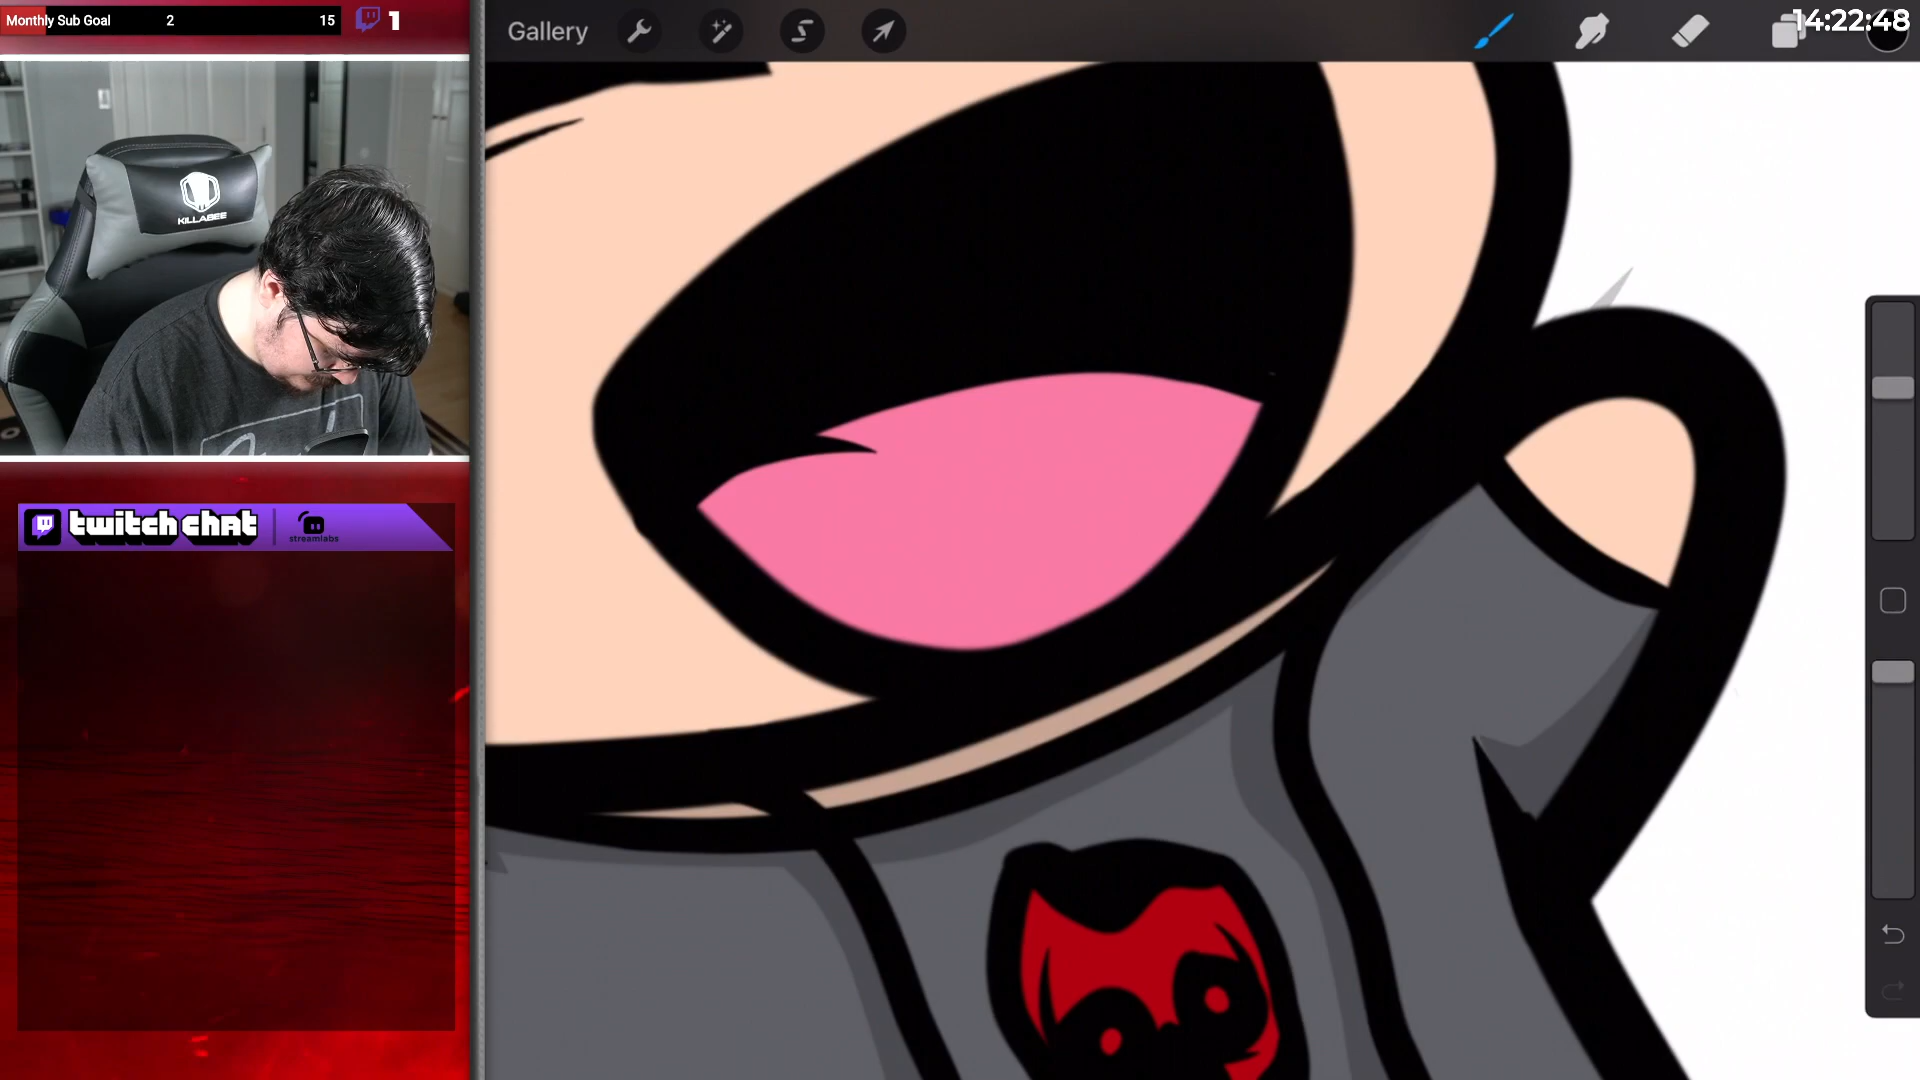 Monthly Sub Goal 2 15 1
Gallery
14:22:48
KILLABEE
twitch chat
streamlabs